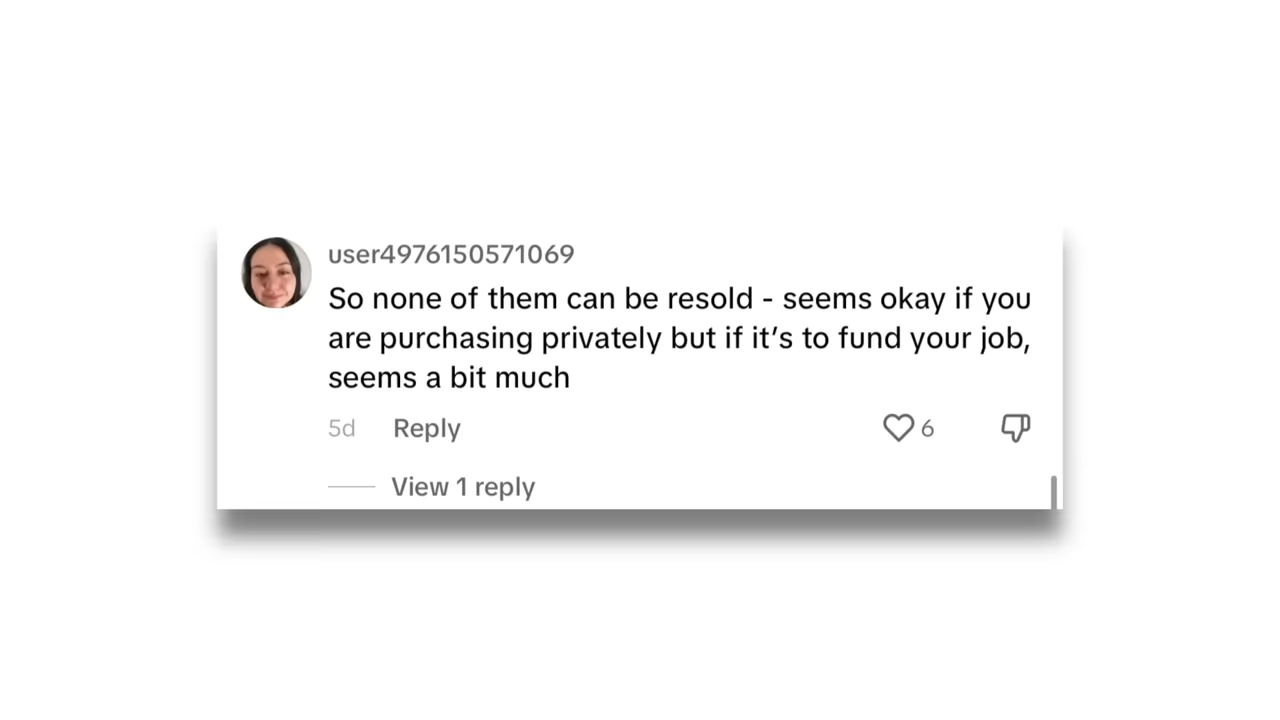 user4976150571069
So none of them can be resold - seems okay if you
are purchasing privately but if it’s to fund your job,
seems a bit much
5d Reply 6
View 1 reply